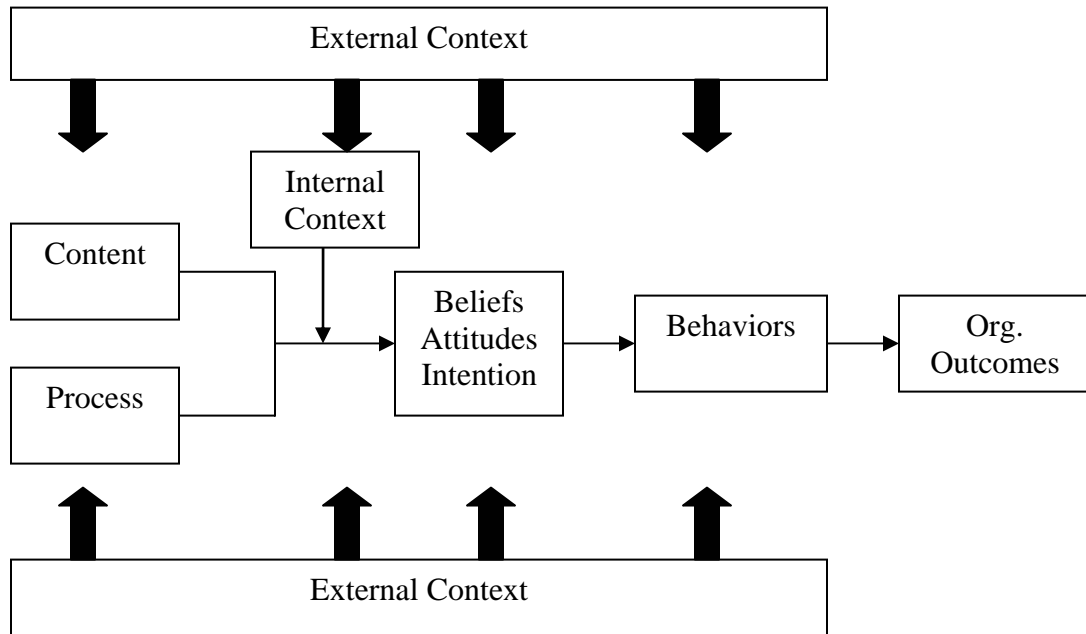 External Context
Internal
Context
Content
Process
Beliefs
Attitudes
Intention
Behaviors
Org.
Outcomes
External Context